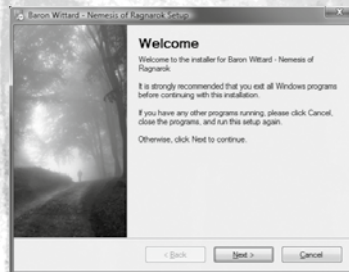 Baron Wittard - Nemesis of Ragnarok Setup
Welcome
Welcome to the installer for Baron Wittard - Nemesis of
Ragnarok
It is strongly recommended that you exit all Windows programs
before continuing with this installation.
If you have any other programs running, please click Cancel,
close the programs, and run this setup again.
Otherwise, click Next to continue.
< Back
Next >
Cancel